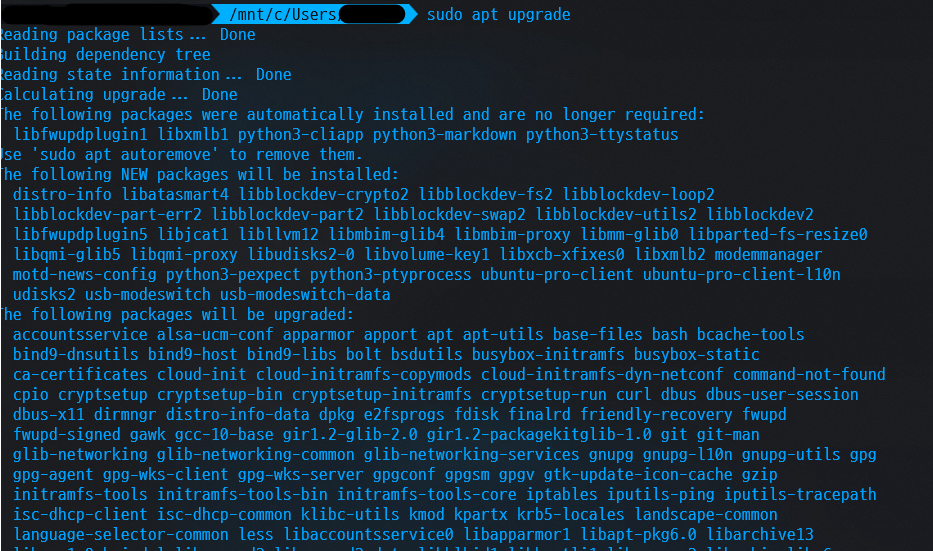 /mnt/c/Users sudo apt upgrade
eading package lists... Done
uilding dependency tree
eading state information... Done
alculating upgrade... Done
he following packages were automatically installed and are no longer required:
libfwupdplugin1 libxmlb1 python3-cliapp python3-markdown python3-ttystatus
se 'sudo apt autoremove' to remove them.
he following NEW packages will be installed:
distro-info libatasmart4 libblockdev-crypto2 libblockdev-fs2 libblockdev-loop2
libblockdev-part-err2 libblockdev-part2 libblockdev-swap2 libblockdev-utils2 libblockdev2
libfwupdplugin5 libjcat1 libllvm12 libmbim-glib4 libmbim-proxy libmm-glib0 libparted-fs-resize0
libqmi-glib5 libqmi-proxy libudisks2-0 libvolume-key1 libxcb-xfixes0 libxmlb2 modemmanager
motd-news-config python3-pexpect python3-ptyprocess ubuntu-pro-client ubuntu-pro-client-l10n
udisks2 usb-modeswitch usb-modeswitch-data
he following packages will be upgraded:
accountsservice alsa-ucm-conf apparmor apport apt apt-utils base-files bash bcache-tools
bind9-dnsutils bind9-host bind9-libs bolt bsdutils busybox-initramfs busybox-static
ca-certificates cloud-init cloud-initramfs-copymods cloud-initramfs-dyn-netconf command-not-found
cpio cryptsetup cryptsetup-bin cryptsetup-initramfs cryptsetup-run curl dbus dbus-user-session
dbus-x11 dirmngr distro-info-data dpkg e2fsprogs fdisk finalrd friendly-recovery fwupd
fwupd-signed gawk gcc-10-base gir1.2-glib-2.0 gir1.2-packagekitglib-1.0 git git-man
glib-networking glib-networking-common glib-networking-services gnupg gnupg-l10n gnupg-utils gpg
gpg-agent gpg-wks-client gpg-wks-server gpgconf gpgsm gpgv gtk-update-icon-cache gzip
initramfs-tools initramfs-tools-bin initramfs-tools-core iptables iputils-ping iputils-tracepath
isc-dhcp-client isc-dhcp-common klibc-utils kmod kpartx krb5-locales landscape-common
language-selector-common less libaccountsservice0 libapparmor1 libapt-pkg6.0 libarchive13